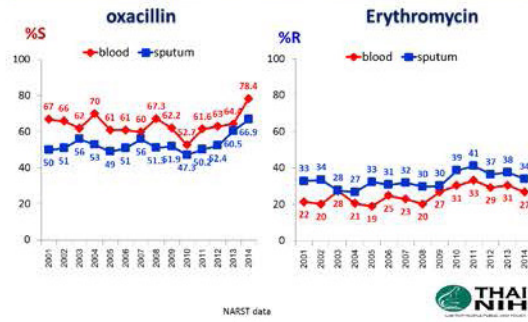 oxacillin
%S
blood sputum
100
80
60
40
20
0
67 66 62 70 61 61 60 67.3 62.2 52.7 61.6 63 64.4 78.4
50 51 56 53 49 51 56 51.3 51.9 47.3 50.2 52.4 60.5 66.9
2001 2002 2003 2004 2005 2006 2007 2008 2009 2010 2011 2012 2013 2014
Erythromycin
%R
blood sputum
100
80
60
40
20
0
33 34 28 27 33 31 32 30 30 39 41 37 38 34
22 20 28 21 19 25 23 20 27 31 33 29 31 27
2001 2002 2003 2004 2005 2006 2007 2008 2009 2010 2011 2012 2013 2014
NARST data
THAI
NIH